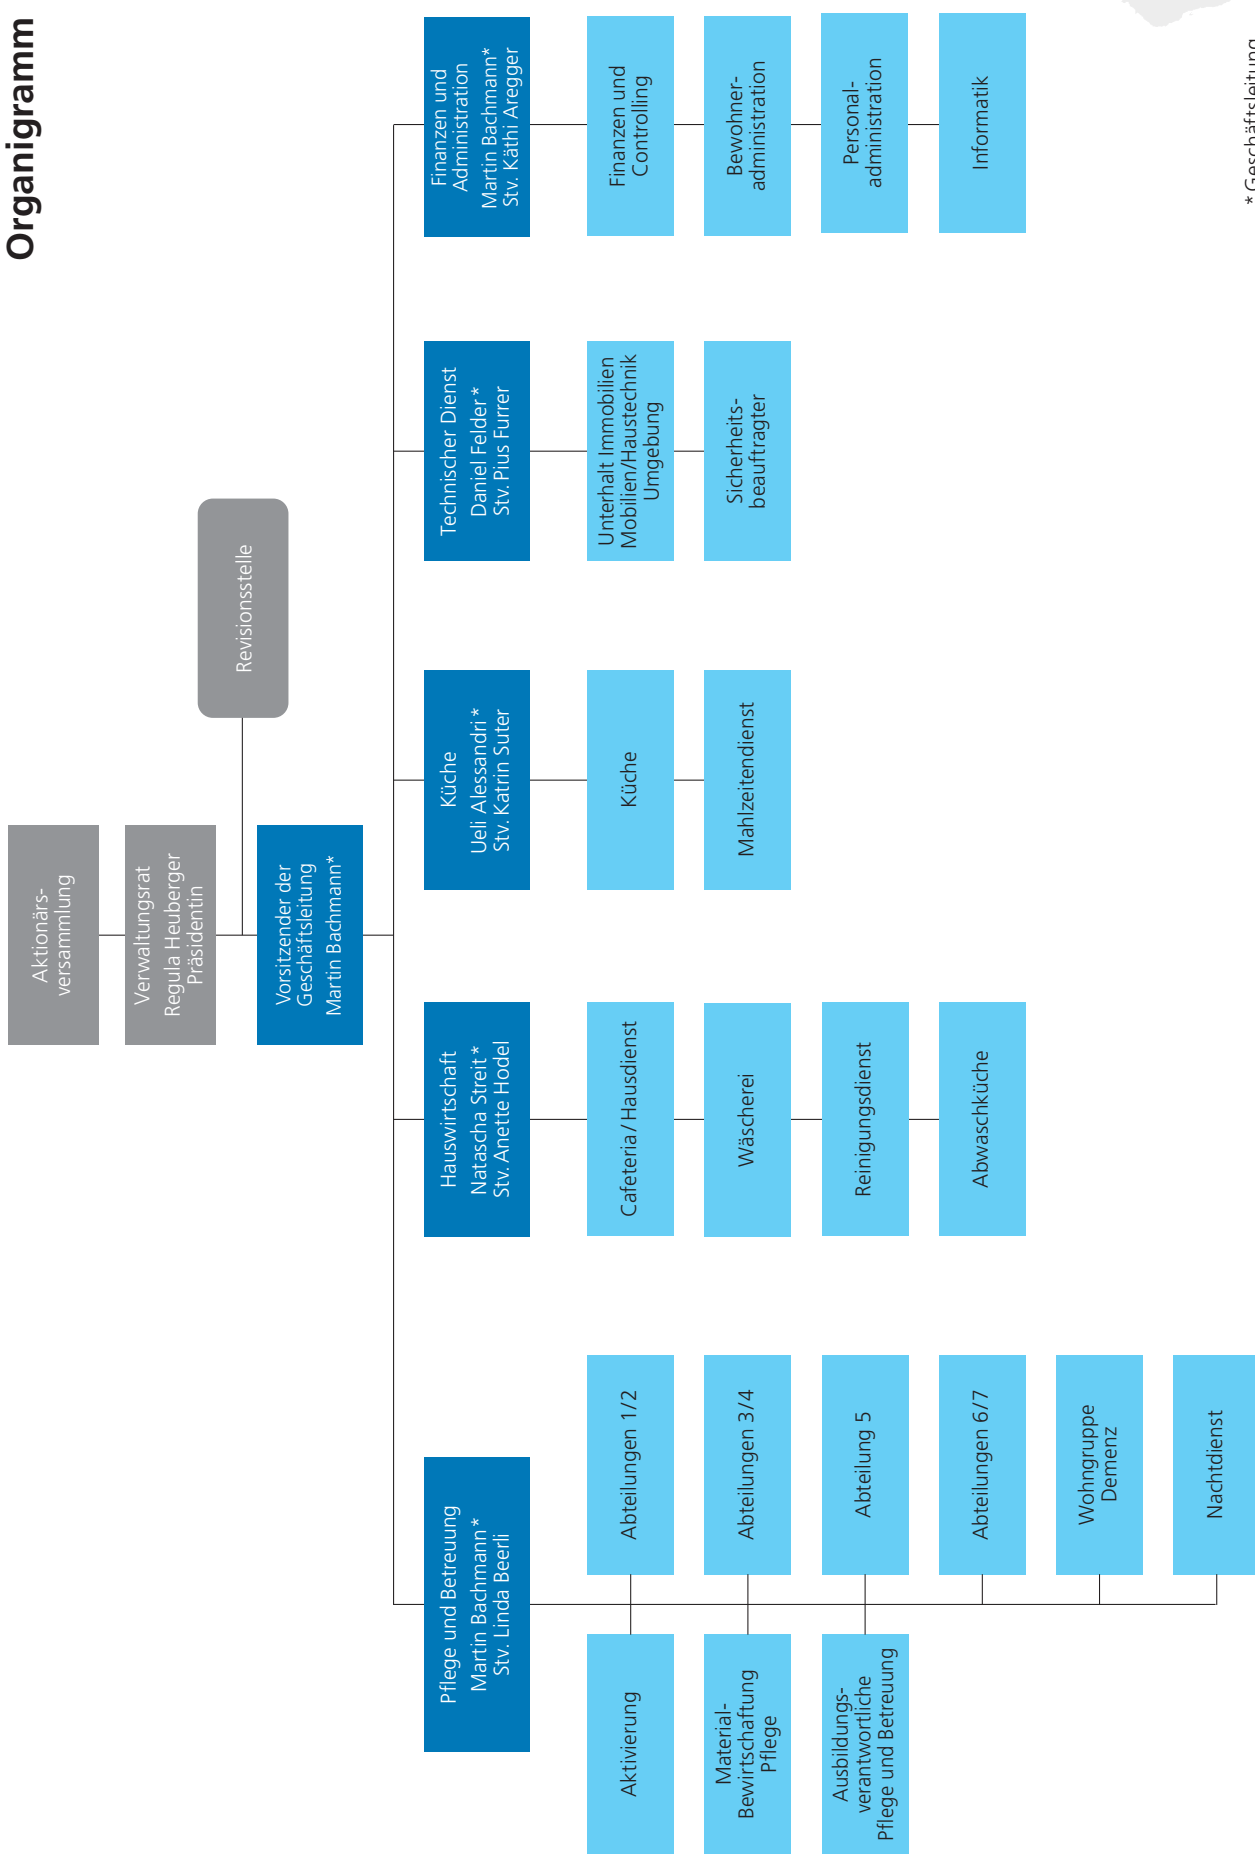 Organigramm
Aktionärs-
versammlung
Verwaltungsrat
Regula Heuberger
Präsidentin
Revisionsstelle
Vorsitzender der
Geschäftsleitung
Martin Bachmann*
Pflege und Betreuung
Martin Bachmann*
Stv. Linda Beerli
Hauswirtschaft
Natascha Streit*
Stv. Anette Hodel
Küche
Ueli Alessandri*
Stv. Katrin Suter
Technischer Dienst
Daniel Felder*
Stv. Pius Furrer
Finanzen und
Administration
Martin Bachmann*
Stv. Käthi Aregger
Aktivierung
Abteilungen 1/2
Cafeteria/Hausdienst
Küche
Unterhalt Immobilien
Mobilien/Haustechnik
Umgebung
Finanzen und
Controlling
Material-
Bewirtschaftung
Pflege
Abteilungen 3/4
Wäscherei
Mahlzeitendienst
Sicherheits-
beauftragter
Bewohner-
administration
Ausbildungs-
verantwortliche
Pflege und Betreuung
Abteilung 5
Reinigungsdienst
Personal-
administration
Abteilungen 6/7
Abwaschküche
Informatik
Wohngruppe
Demenz
Nachtdienst
* Geschäftsleitung